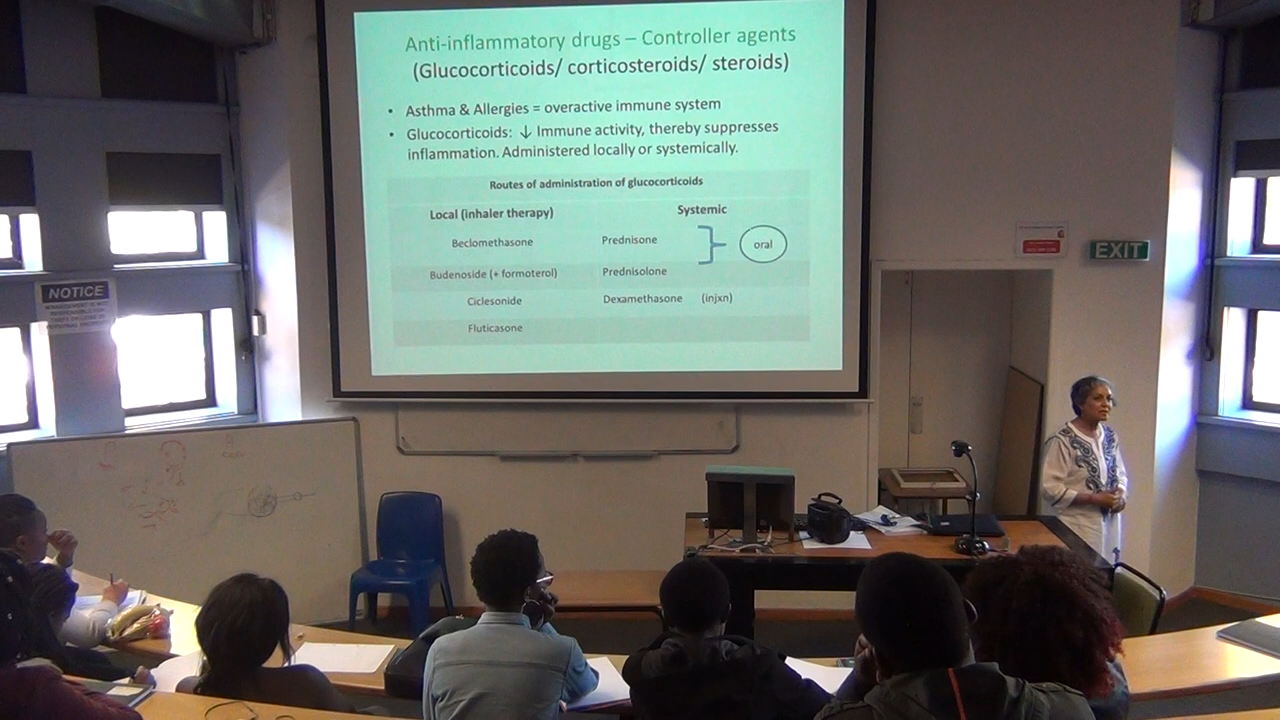 Anti-inflammatory drugs – Controller agents
(Glucocorticoids/ corticosteroids/ steroids)
• Asthma & Allergies = overactive immune system
• Glucocorticoids: ↓ Immune activity, thereby suppresses
inflammation. Administered locally or systemically.
Routes of administration of glucocorticoids
Local (inhaler therapy) Systemic
Beclomethasone Prednisone oral
Budenoside (+ formoterol) Prednisolone
Ciclesonide Dexamethasone (injxn)
Fluticasone
EXIT
NOTICE